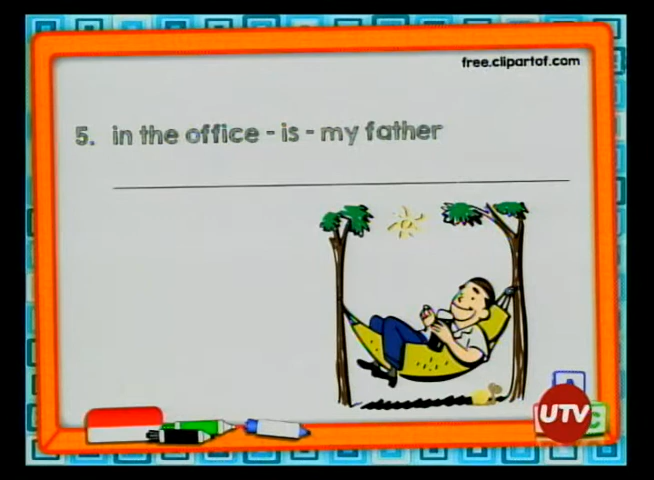 free.clipartof.com
5. in the office - is - my father
A
UTV
C